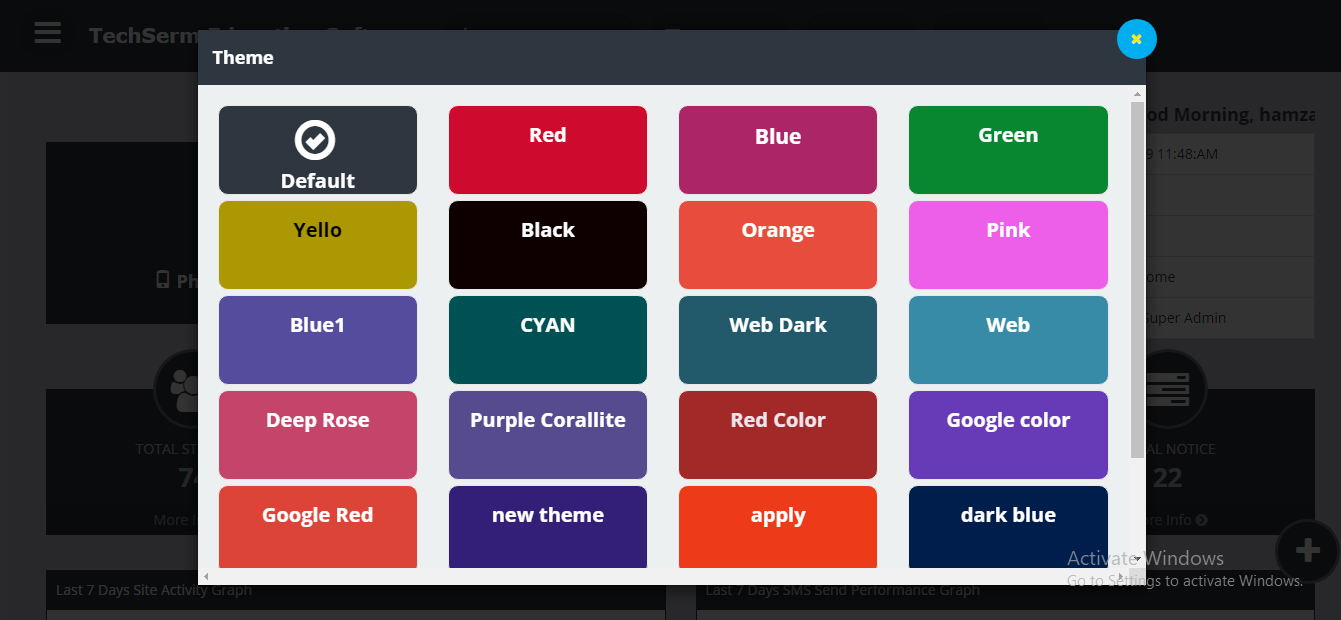 TechSerm
Theme
od Morning, hamza
Default
Red
Blue
Green
9 11:48:AM
Yello
Black
Orange
Pink
Ph
ome
Blue1
CYAN
Web Dark
Web
Super Admin
Deep Rose
Purple Corallite
Red Color
Google color
TOTAL ST
AL NOTICE
74
22
Google Red
new theme
apply
dark blue
More I
re Info
Activate Windows
Go to Settings to activate Windows.
Last 7 Days Site Activity Graph
Last 7 Days SMS Send Performance Graph